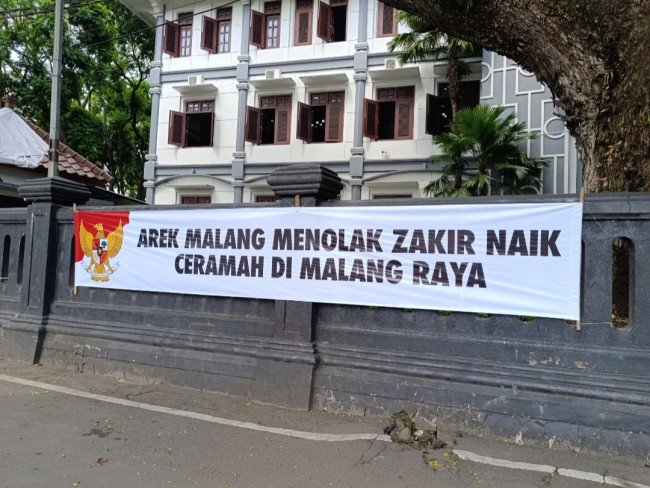 AREK MALANG MENOLAK ZAKIR NAIK
CERAMAH DI MALANG RAYA